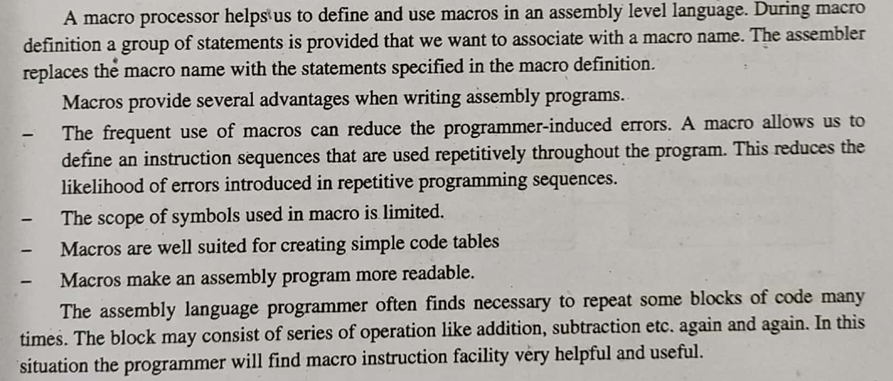 A macro processor helps us to define and use macros in an assembly level language. During macro
definition a group of statements is provided that we want to associate with a macro name. The assembler
replaces the macro name with the statements specified in the macro definition.
Macros provide several advantages when writing assembly programs.
– The frequent use of macros can reduce the programmer-induced errors. A macro allows us to
define an instruction sequences that are used repetitively throughout the program. This reduces the
likelihood of errors introduced in repetitive programming sequences.
– The scope of symbols used in macro is limited.
– Macros are well suited for creating simple code tables
– Macros make an assembly program more readable.
The assembly language programmer often finds necessary to repeat some blocks of code many
times. The block may consist of series of operation like addition, subtraction etc. again and again. In this
situation the programmer will find macro instruction facility very helpful and useful.